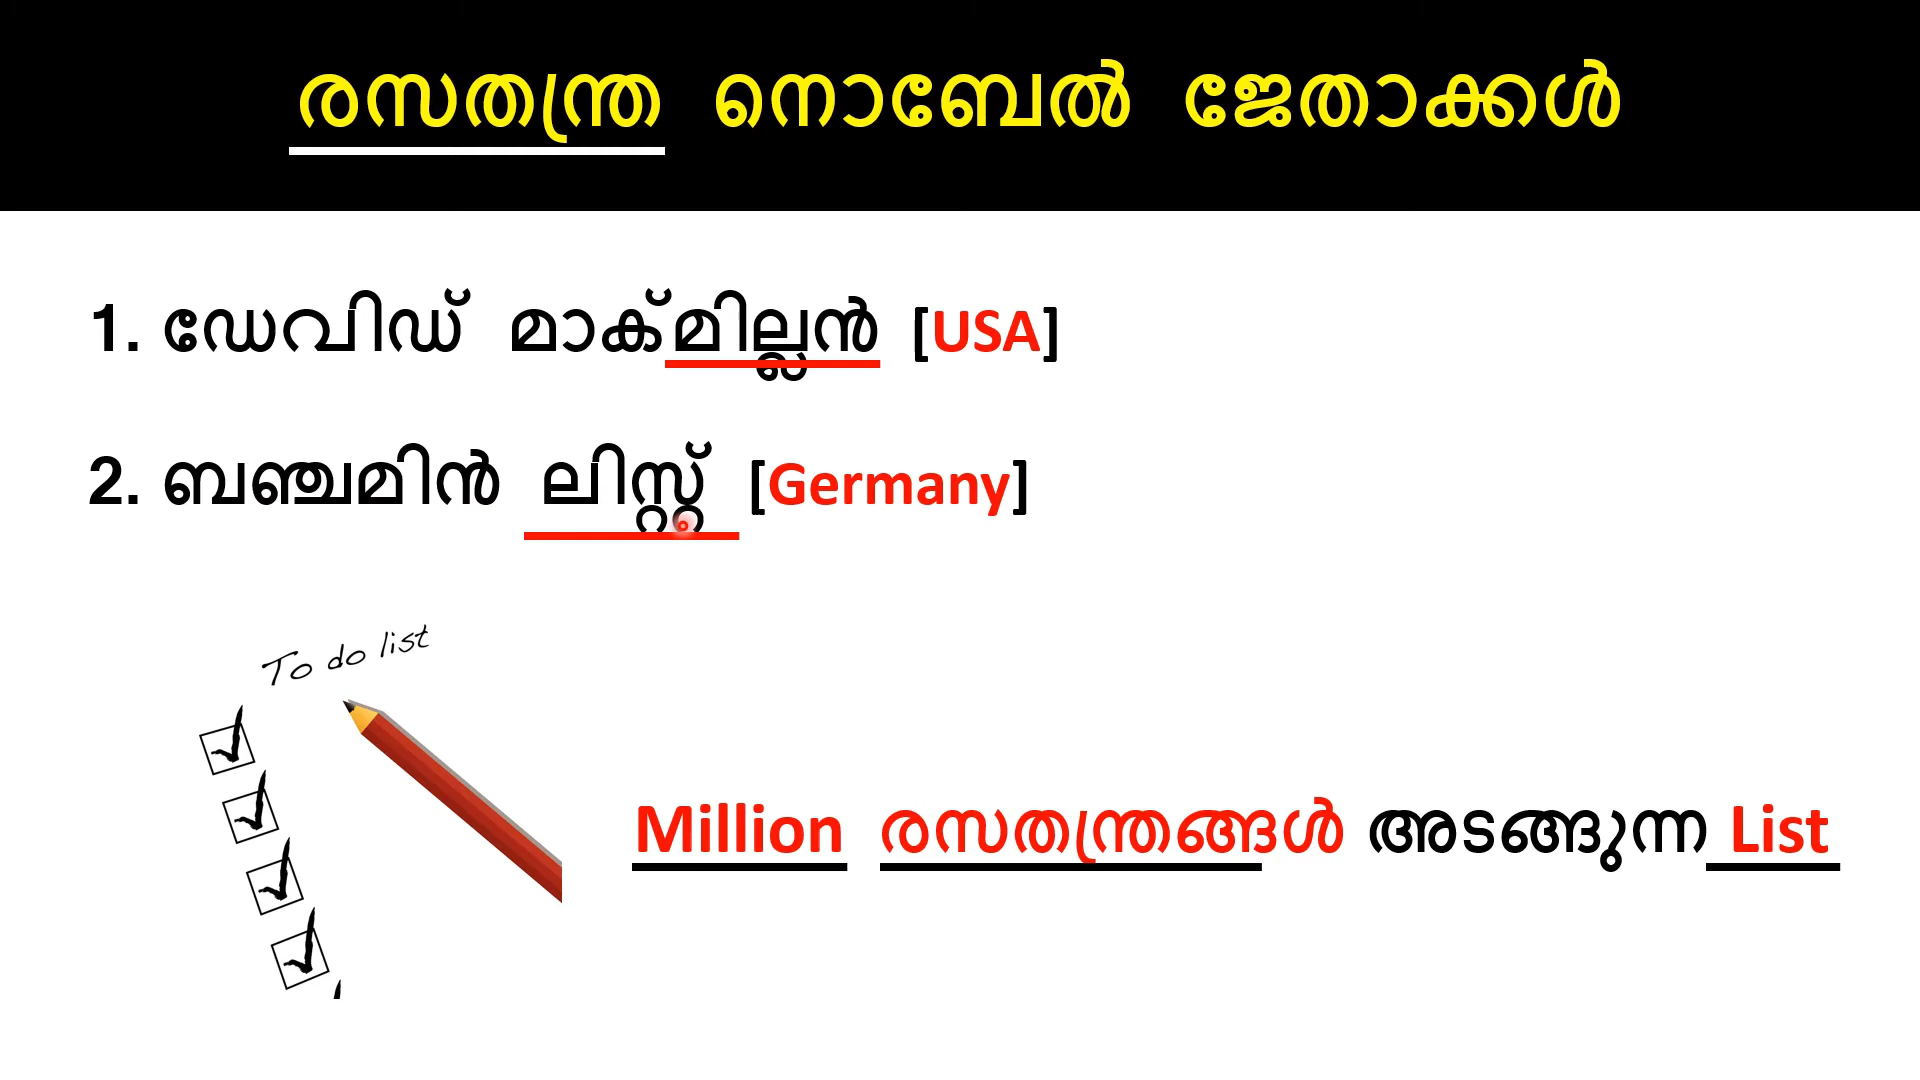 രസതന്ത്ര നൊബേൽ ജേതാക്കൾ
1. ഡേവിഡ് മാക്മില്ലൻ [USA]
2. ബഞ്ചമിൻ ലിസ്റ്റ് [Germany]
To do list
Million രസതന്ത്രങ്ങൾ അടങ്ങുന്ന List